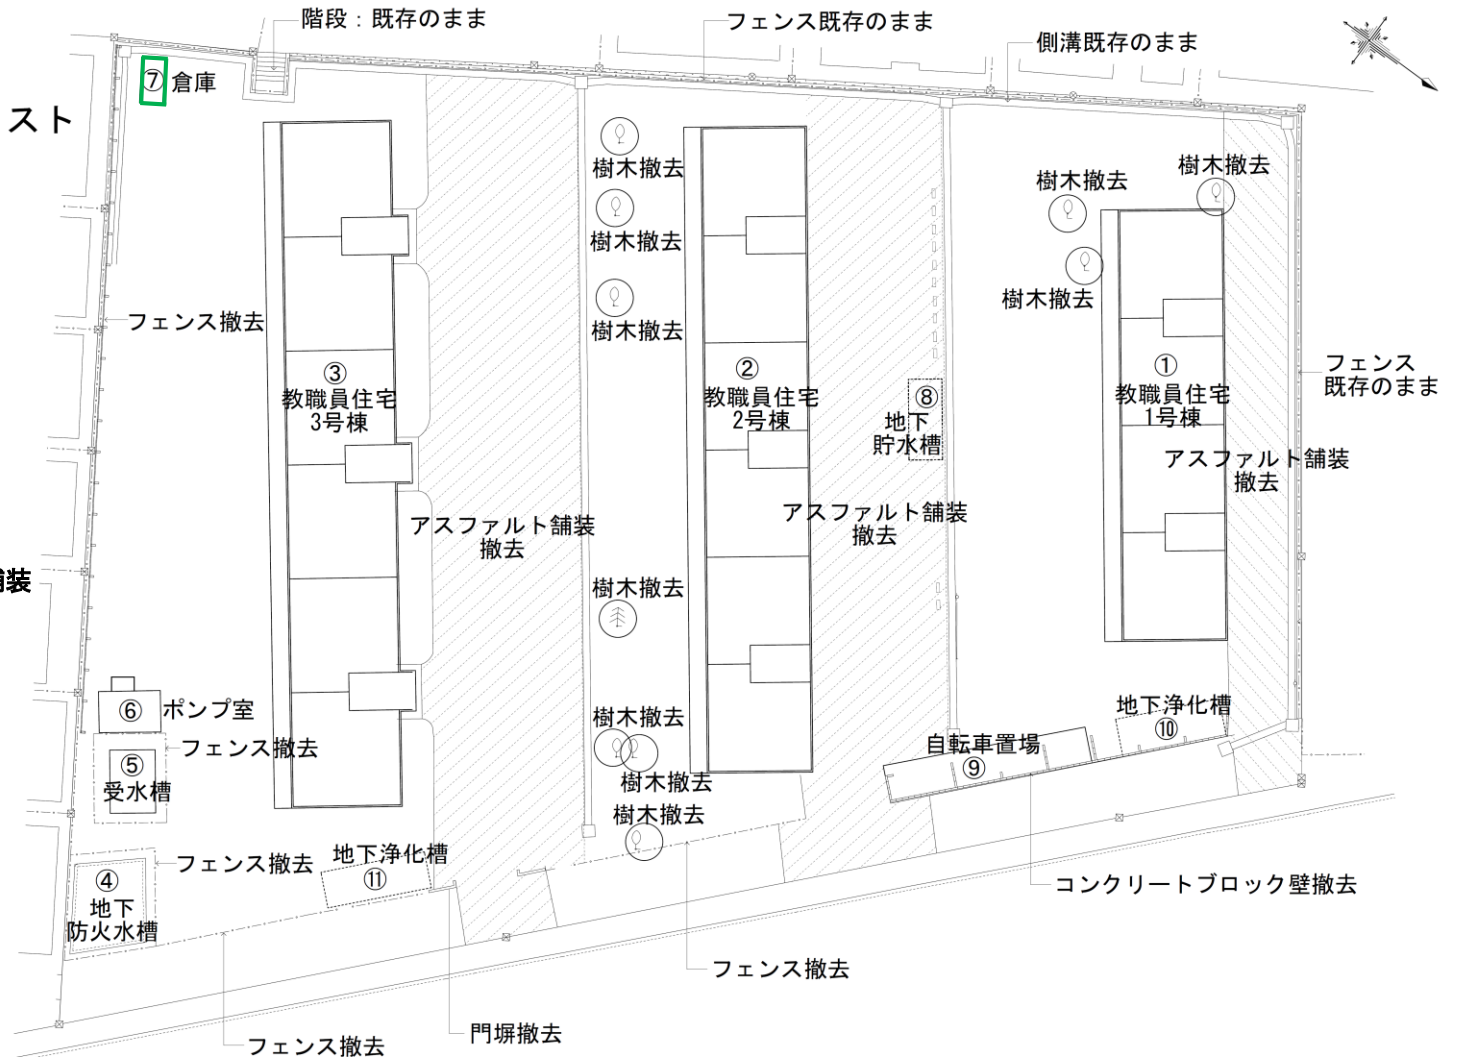 階段：既存のまま
フェンス既存のまま
側溝既存のまま
⑦ 倉庫
スト
樹木撤去
樹木撤去
樹木撤去
樹木撤去
樹木撤去
樹木撤去
フェンス撤去
③
教職員住宅
3号棟
②
教職員住宅
2号棟
⑧
地下
貯水槽
①
教職員住宅
1号棟
フェンス
既存のまま
アスファルト舗装
撤去
アスファルト舗装
撤去
アスファルト舗装
撤去
舗装
樹木撤去
⑥ ポンプ室
フェンス撤去
⑤
受水槽
樹木撤去
樹木撤去
樹木撤去
自転車置場
⑨
地下浄化槽
⑩
フェンス撤去
地下浄化槽
⑪
④
地下
防火水槽
コンクリートブロック壁撤去
フェンス撤去
門塀撤去
フェンス撤去